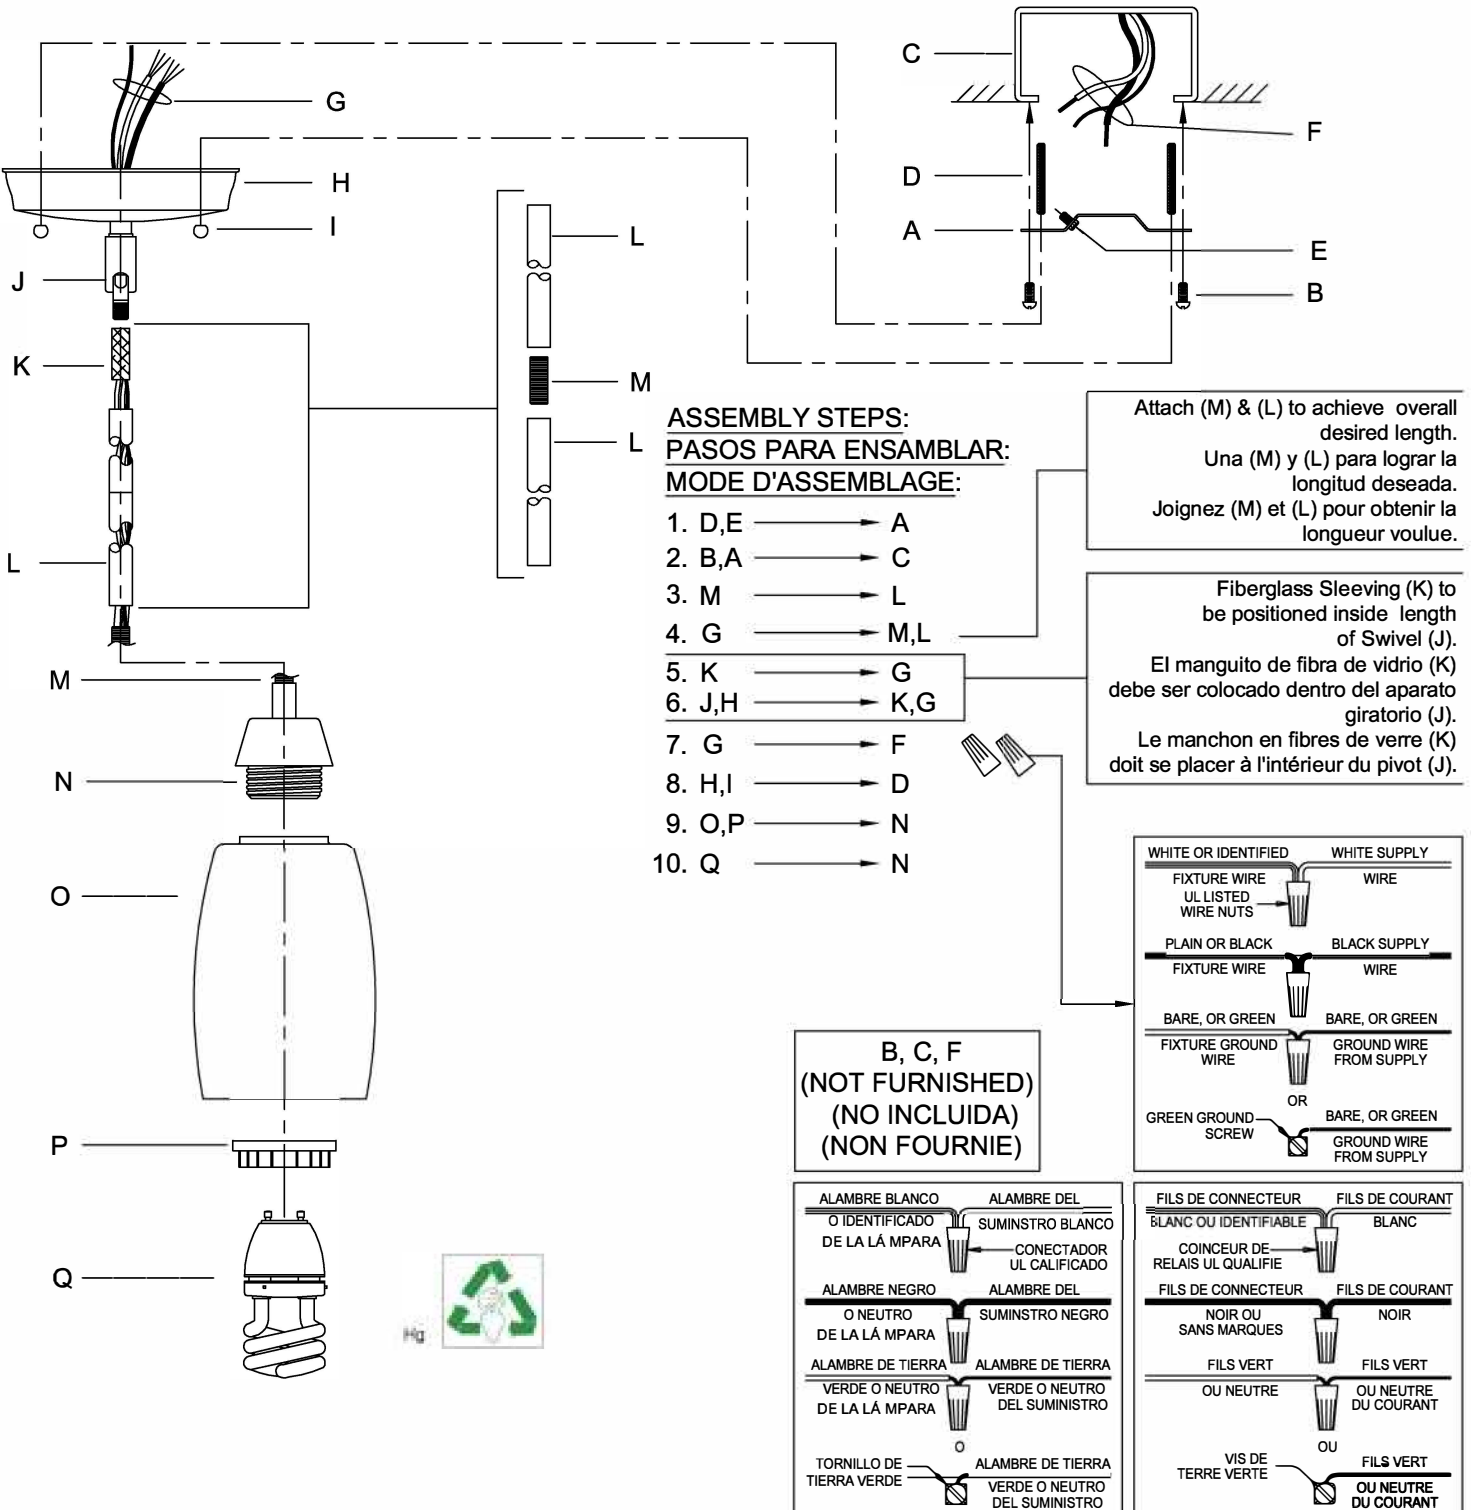 G
H
I
J
K
L
M
N
O
P
Q
L
M
L
C
F
D
A
E
B
ASSEMBLY STEPS:
PASOS PARA ENSAMBLAR:
MODE D'ASSEMBLAGE:
1. D,E A
2. B,A C
3. M L
4. G M,L
5. K G
6. J,H K,G
7. G F
8. H,I D
9. O,P N
10. Q N
Attach (M) & (L) to achieve overall
desired length.
Una (M) y (L) para lograr la
longitud deseada.
Joignez (M) et (L) pour obtenir la
longueur voulue.
Fiberglass Sleeving (K) to
be positioned inside length
of Swivel (J).
El manguito de fibra de vidrio (K)
debe ser colocado dentro del aparato
giratorio (J).
Le manchon en fibres de verre (K)
doit se placer à l'intérieur du pivot (J).
WHITE OR IDENTIFIED WHITE SUPPLY
FIXTURE WIRE WIRE
UL LISTED
WIRE NUTS
PLAIN OR BLACK BLACK SUPPLY
FIXTURE WIRE WIRE
BARE, OR GREEN BARE, OR GREEN
FIXTURE GROUND GROUND WIRE
WIRE FROM SUPPLY
OR
GREEN GROUND BARE, OR GREEN
SCREW GROUND WIRE
FROM SUPPLY
B, C, F
(NOT FURNISHED)
(NO INCLUIDA)
(NON FOURNIE)
Hg
ALAMBRE BLANCO ALAMBRE DEL
O IDENTIFICADO SUMINSTRO BLANCO
DE LA LÁ MPARA
CONECTADOR
UL CALIFICADO
ALAMBRE NEGRO ALAMBRE DEL
O NEUTRO SUMINSTRO NEGRO
DE LA LÁ MPARA
ALAMBRE DE TIERRA ALAMBRE DE TIERRA
VERDE O NEUTRO VERDE O NEUTRO
DE LA LÁ MPARA DEL SUMINISTRO
O
TORNILLO DE ALAMBRE DE TIERRA
TIERRA VERDE VERDE O NEUTRO
DEL SUMINISTRO
FILS DE CONNECTEUR FILS DE COURANT
BLANC OU IDENTIFIABLE BLANC
COINCEUR DE
RELAIS UL QUALIFIE
FILS DE CONNECTEUR FILS DE COURANT
NOIR OU NOIR
SANS MARQUES
FILS VERT FILS VERT
OU NEUTRE OU NEUTRE
DU COURANT
OU
VIS DE FILS VERT
TERRE VERTE OU NEUTRE
DU COURANT